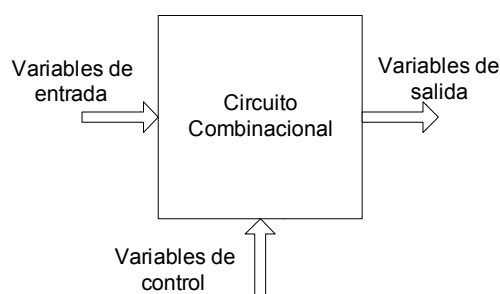 Variables de
entrada
Circuito
Combinacional
Variables de
salida
Variables de
control